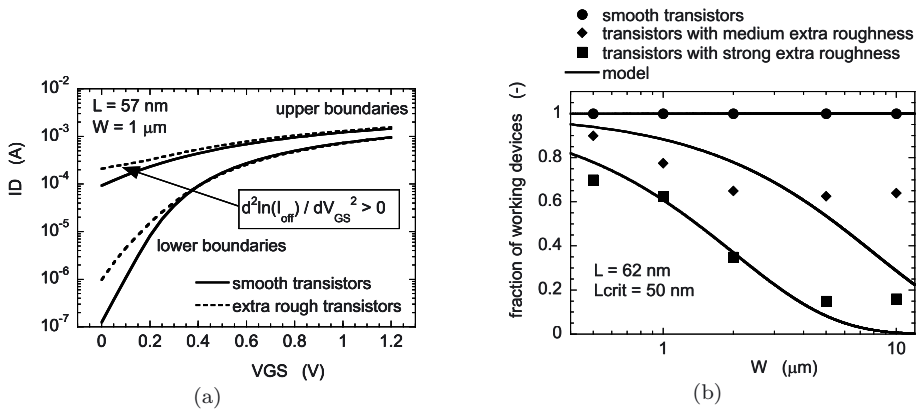 10⁻²
10⁻³
10⁻⁴
10⁻⁵
10⁻⁶
10⁻⁷
ID (A)
L = 57 nm
W = 1 μm
upper boundaries
d²ln(I_off) / dV_GS² > 0
lower boundaries
smooth transistors
extra rough transistors
0 0.2 0.4 0.6 0.8 1 1.2
VGS (V)
(a)
smooth transistors
transistors with medium extra roughness
transistors with strong extra roughness
model
fraction of working devices (-)
1
0.8
0.6
0.4
0.2
0
L = 62 nm
Lcrit = 50 nm
1 10
W (μm)
(b)